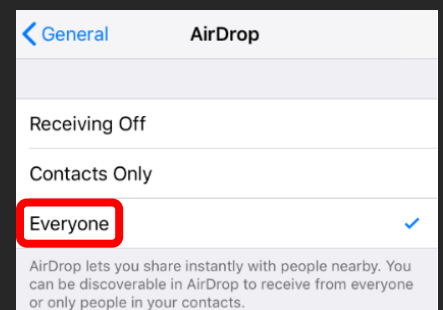 General
AirDrop
Receiving Off
Contacts Only
Everyone
AirDrop lets you share instantly with people nearby. You
can be discoverable in AirDrop to receive from everyone
or only people in your contacts.